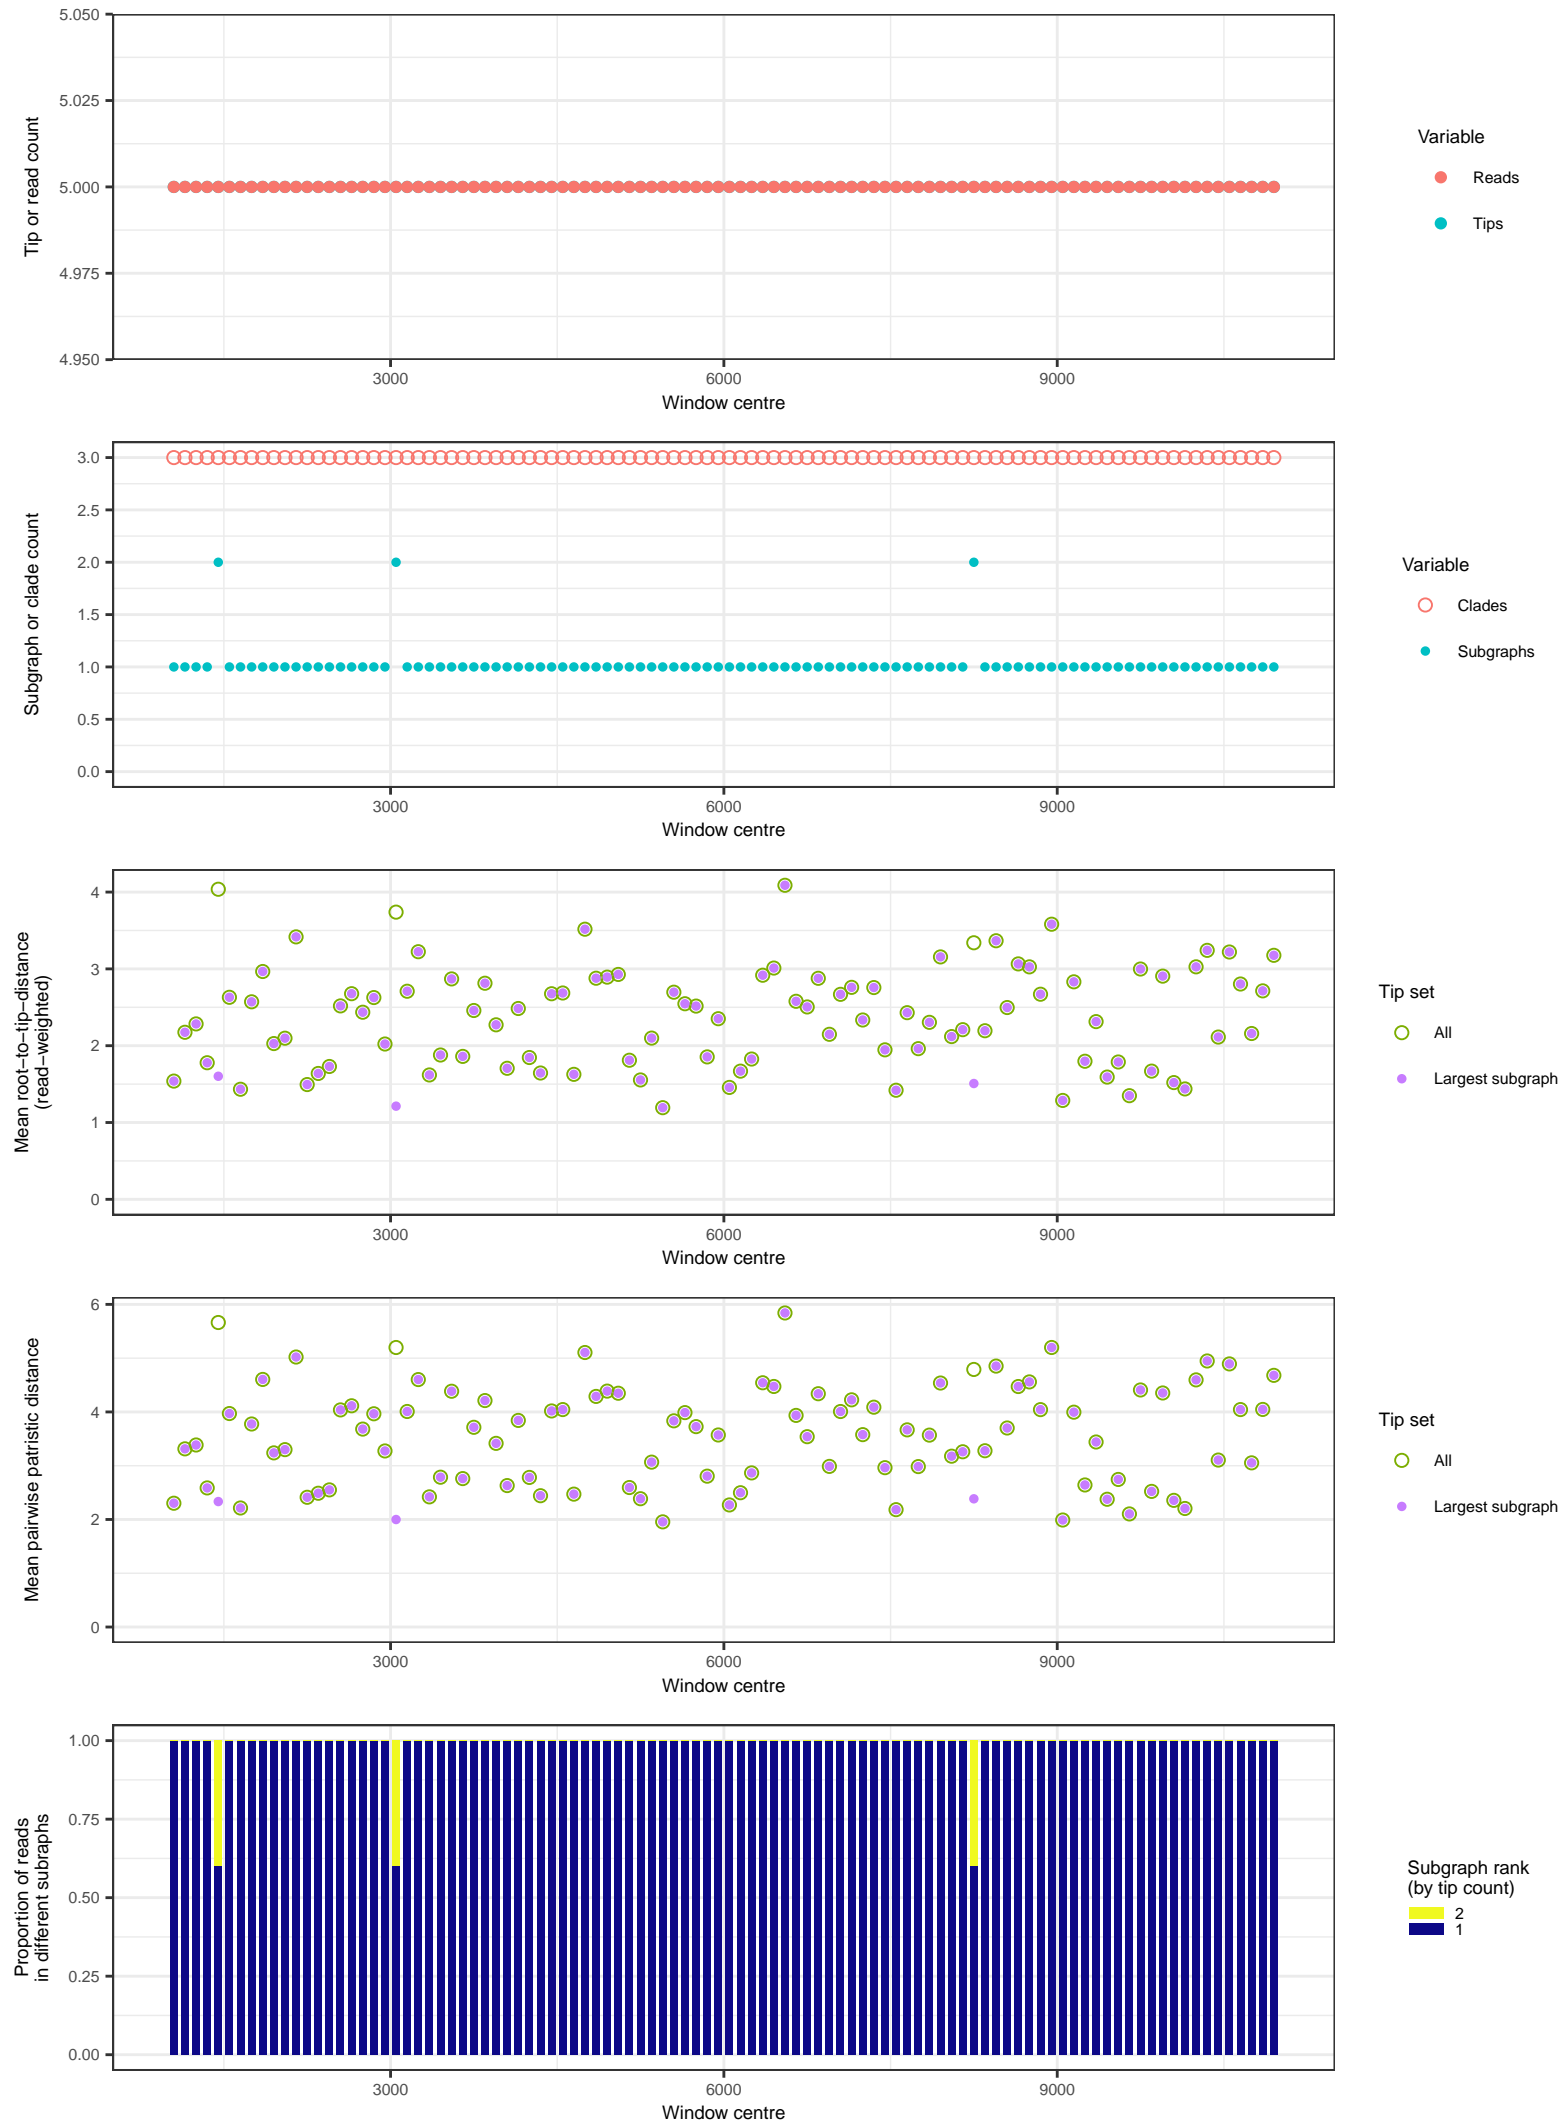 5.050
5.025
5.000
4.975
4.950
Tip or read count
3000
6000
9000
Window centre
Variable
Reads
Tips
3.0
2.5
2.0
1.5
1.0
0.5
0.0
Subgraph or clade count
3000
6000
9000
Window centre
Variable
Clades
Subgraphs
4
3
2
1
0
Mean root−to−tip−distance
(read−weighted)
3000
6000
9000
Window centre
Tip set
All
Largest subgraph
6
4
2
0
Mean pairwise patristic distance
3000
6000
9000
Window centre
Tip set
All
Largest subgraph
1.00
0.75
0.50
0.25
0.00
Proportion of reads
in different subraphs
3000
6000
9000
Window centre
Subgraph rank
(by tip count)
2
1